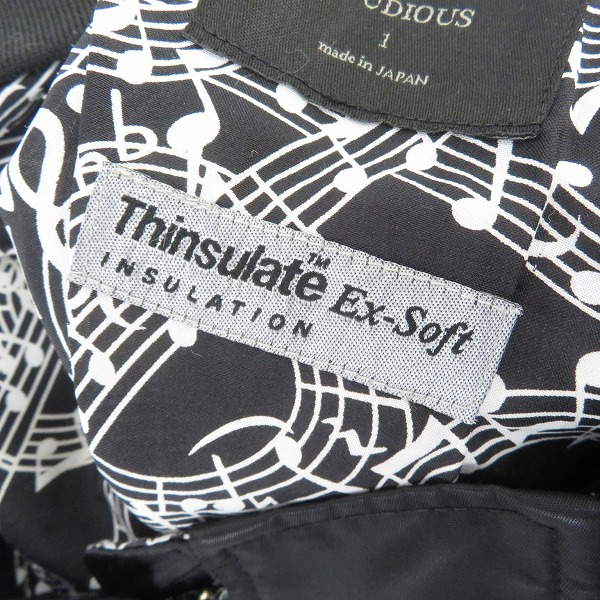 UDIOUS
1
made in JAPAN
Thinsulate™ Ex-Soft
INSULATION